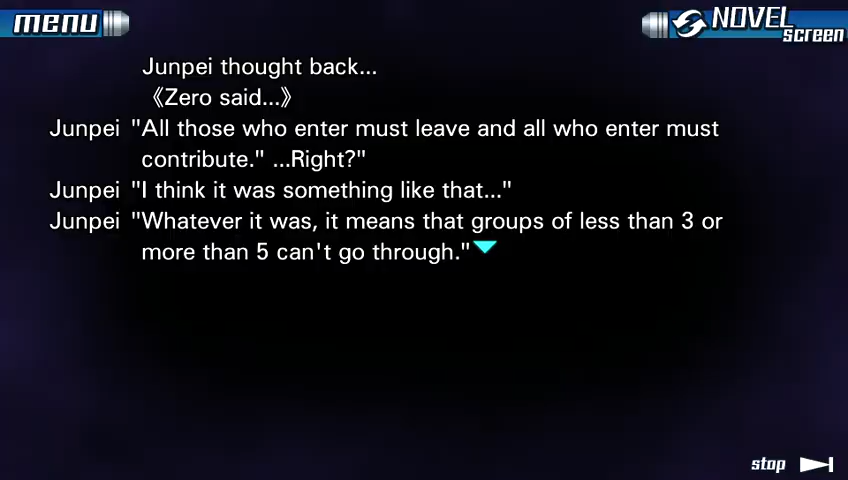 menu
NOVEL
screen
Junpei thought back...
《Zero said...》
Junpei "All those who enter must leave and all who enter must
contribute." ...Right?"
Junpei "I think it was something like that..."
Junpei "Whatever it was, it means that groups of less than 3 or
more than 5 can't go through."
stop